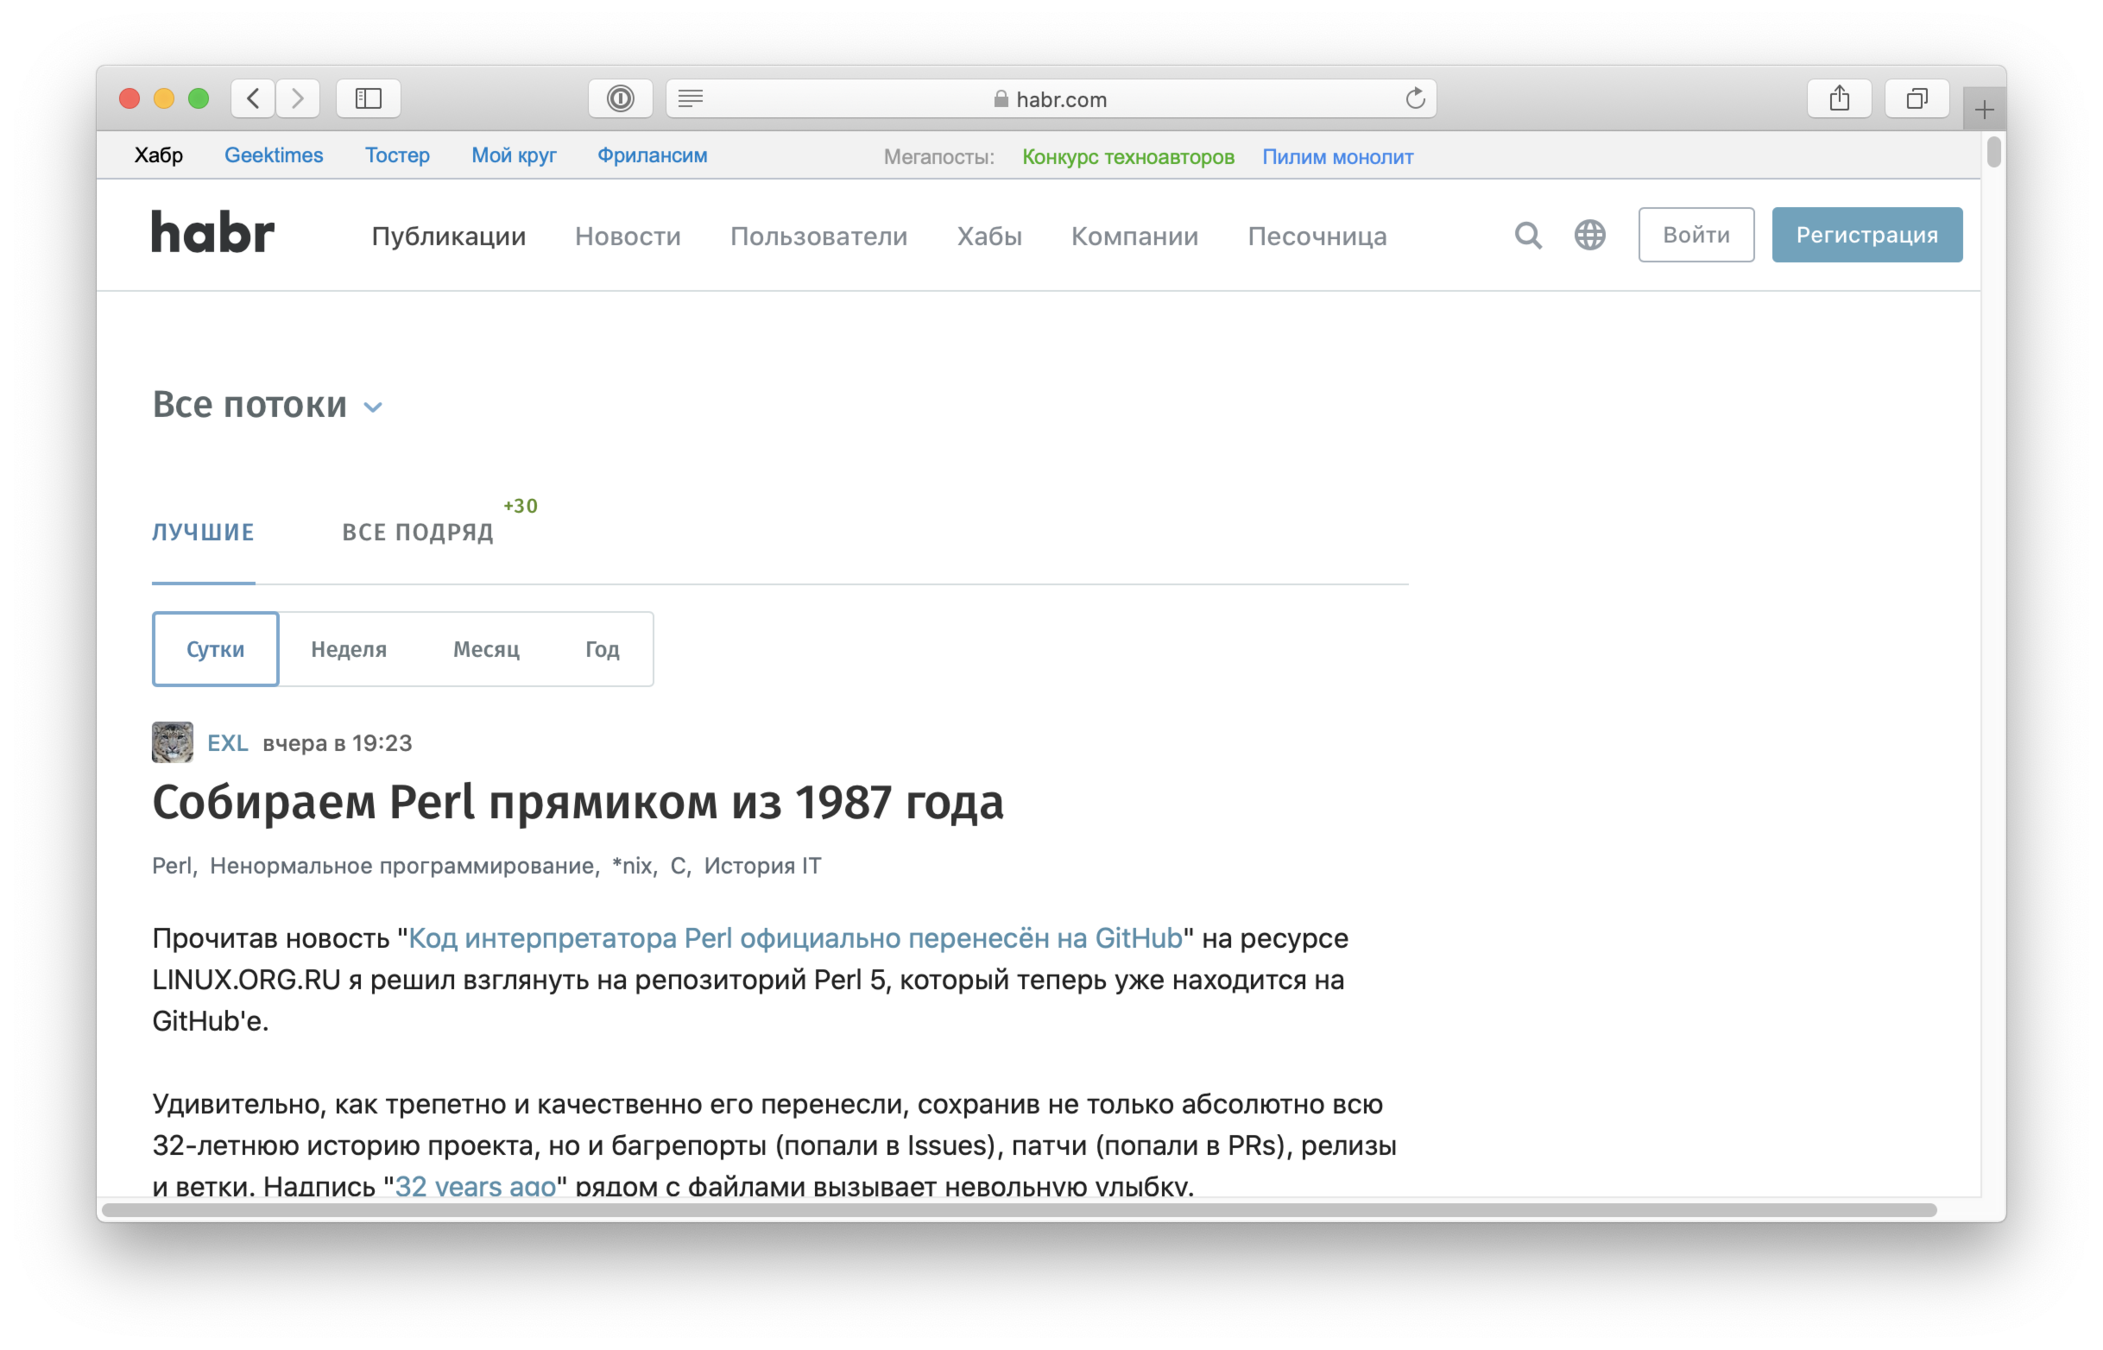 habr.com
Хабр Geektimes Тостер Мой круг Фрилансим Мегапосты: Конкурс техноавторов Пилим монолит
habr Публикации Новости Пользователи Хабы Компании Песочница Войти Регистрация
Все потоки
ЛУЧШИЕ ВСЕ ПОДРЯД +30
Сутки Неделя Месяц Год
EXL вчера в 19:23
Собираем Perl прямиком из 1987 года
Perl, Ненормальное программирование, *nix, C, История IT
Прочитав новость "Код интерпретатора Perl официально перенесён на GitHub" на ресурсе
LINUX.ORG.RU я решил взглянуть на репозиторий Perl 5, который теперь уже находится на
GitHub'е.
Удивительно, как трепетно и качественно его перенесли, сохранив не только абсолютно всю
32-летнюю историю проекта, но и багрепорты (попали в Issues), патчи (попали в PRs), релизы
и ветки. Надпись "32 years ago" рядом с файлами вызывает невольную улыбку.